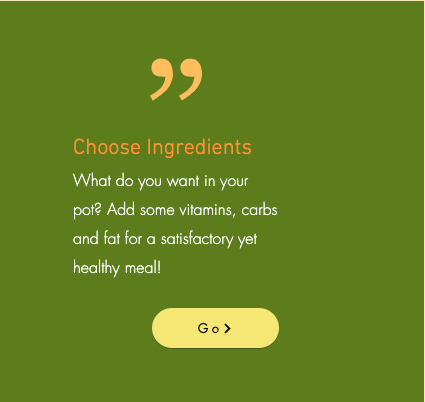 ”
Choose Ingredients
What do you want in your
pot? Add some vitamins, carbs
and fat for a satisfactory yet
healthy meal!
Go >